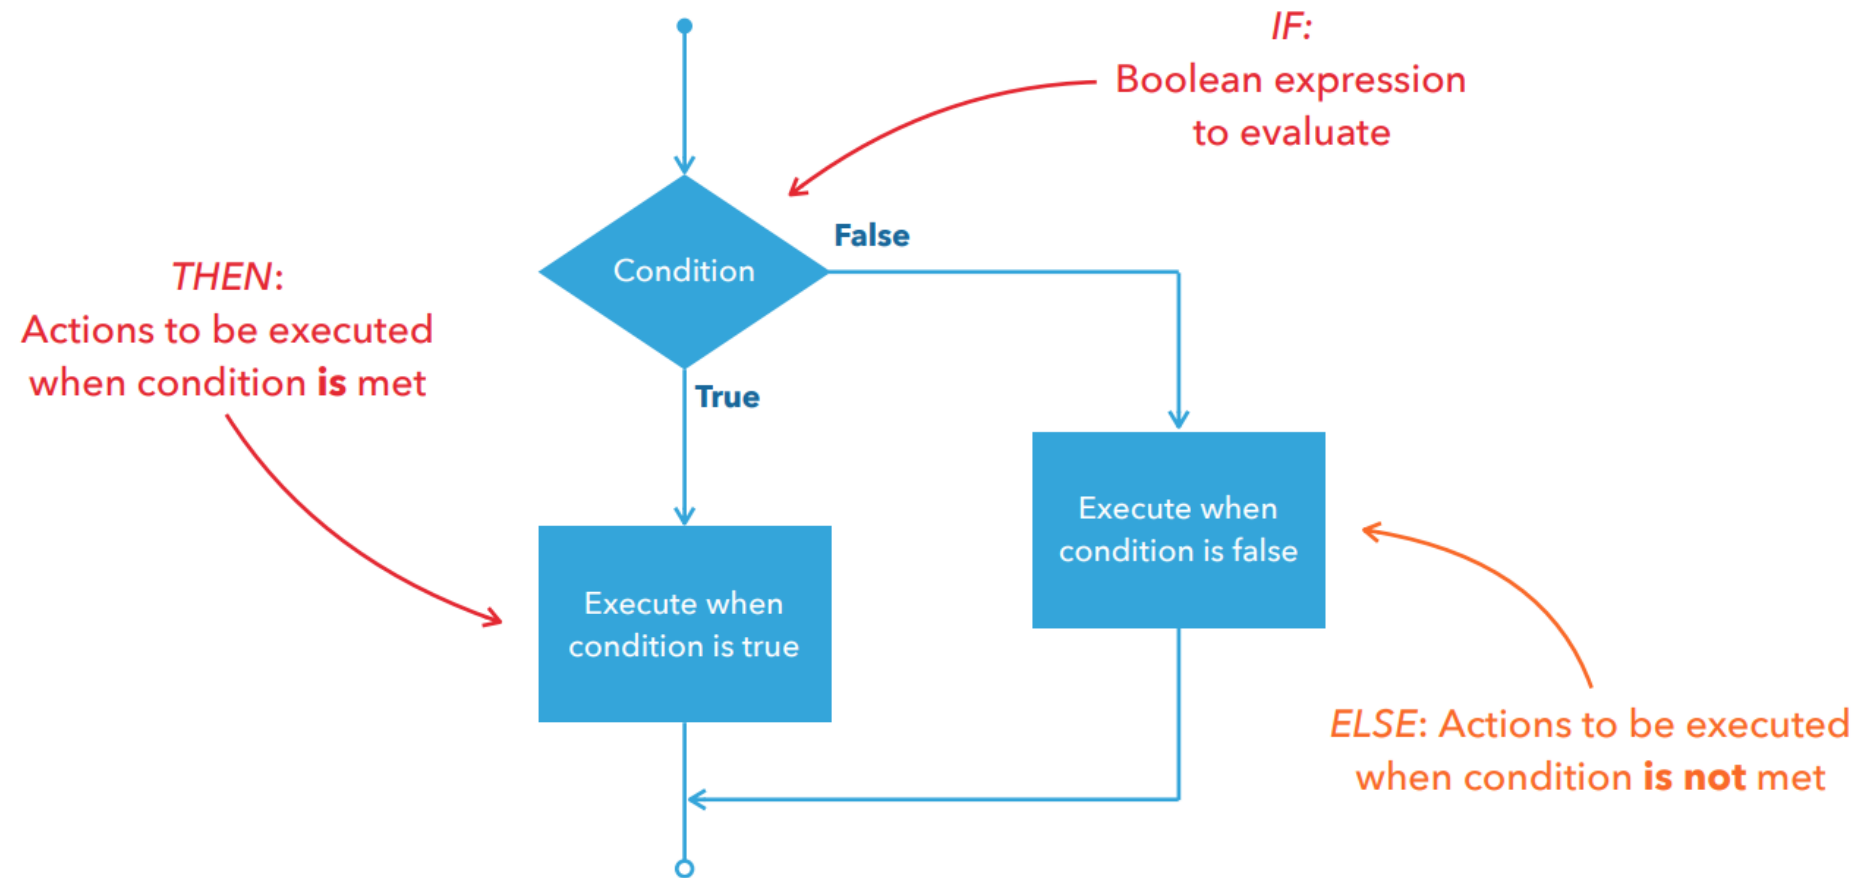 IF:
Boolean expression
to evaluate
False
Condition
THEN:
Actions to be executed
when condition is met
True
Execute when
condition is false
Execute when
condition is true
ELSE: Actions to be executed
when condition is not met